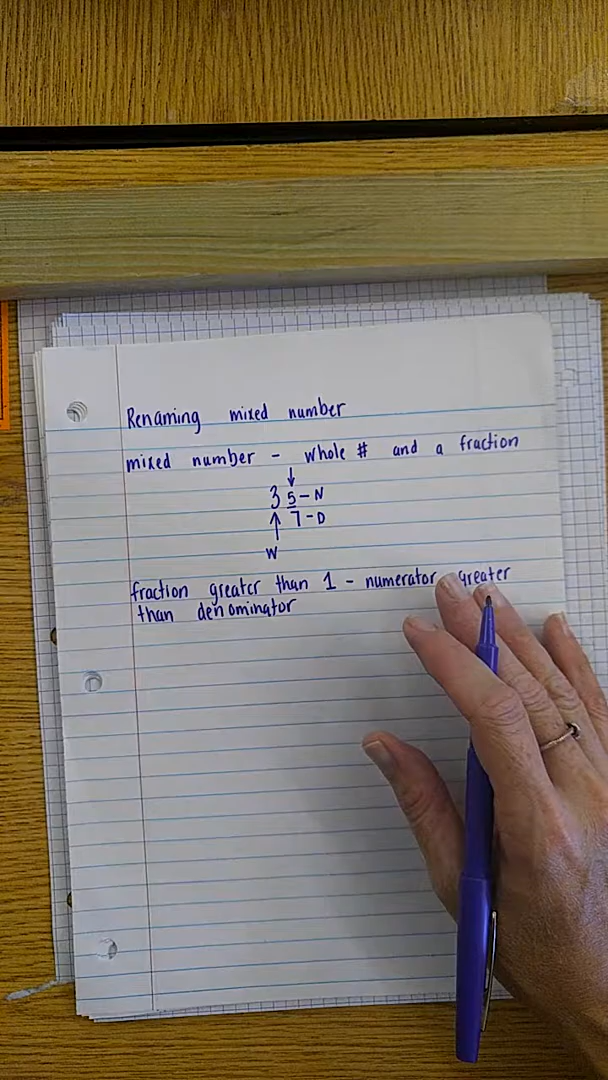 Renaming mixed number
mixed number - whole # and a fraction
3 5 - N
7 - D
W
fraction greater than 1 - numerator greater
than denominator